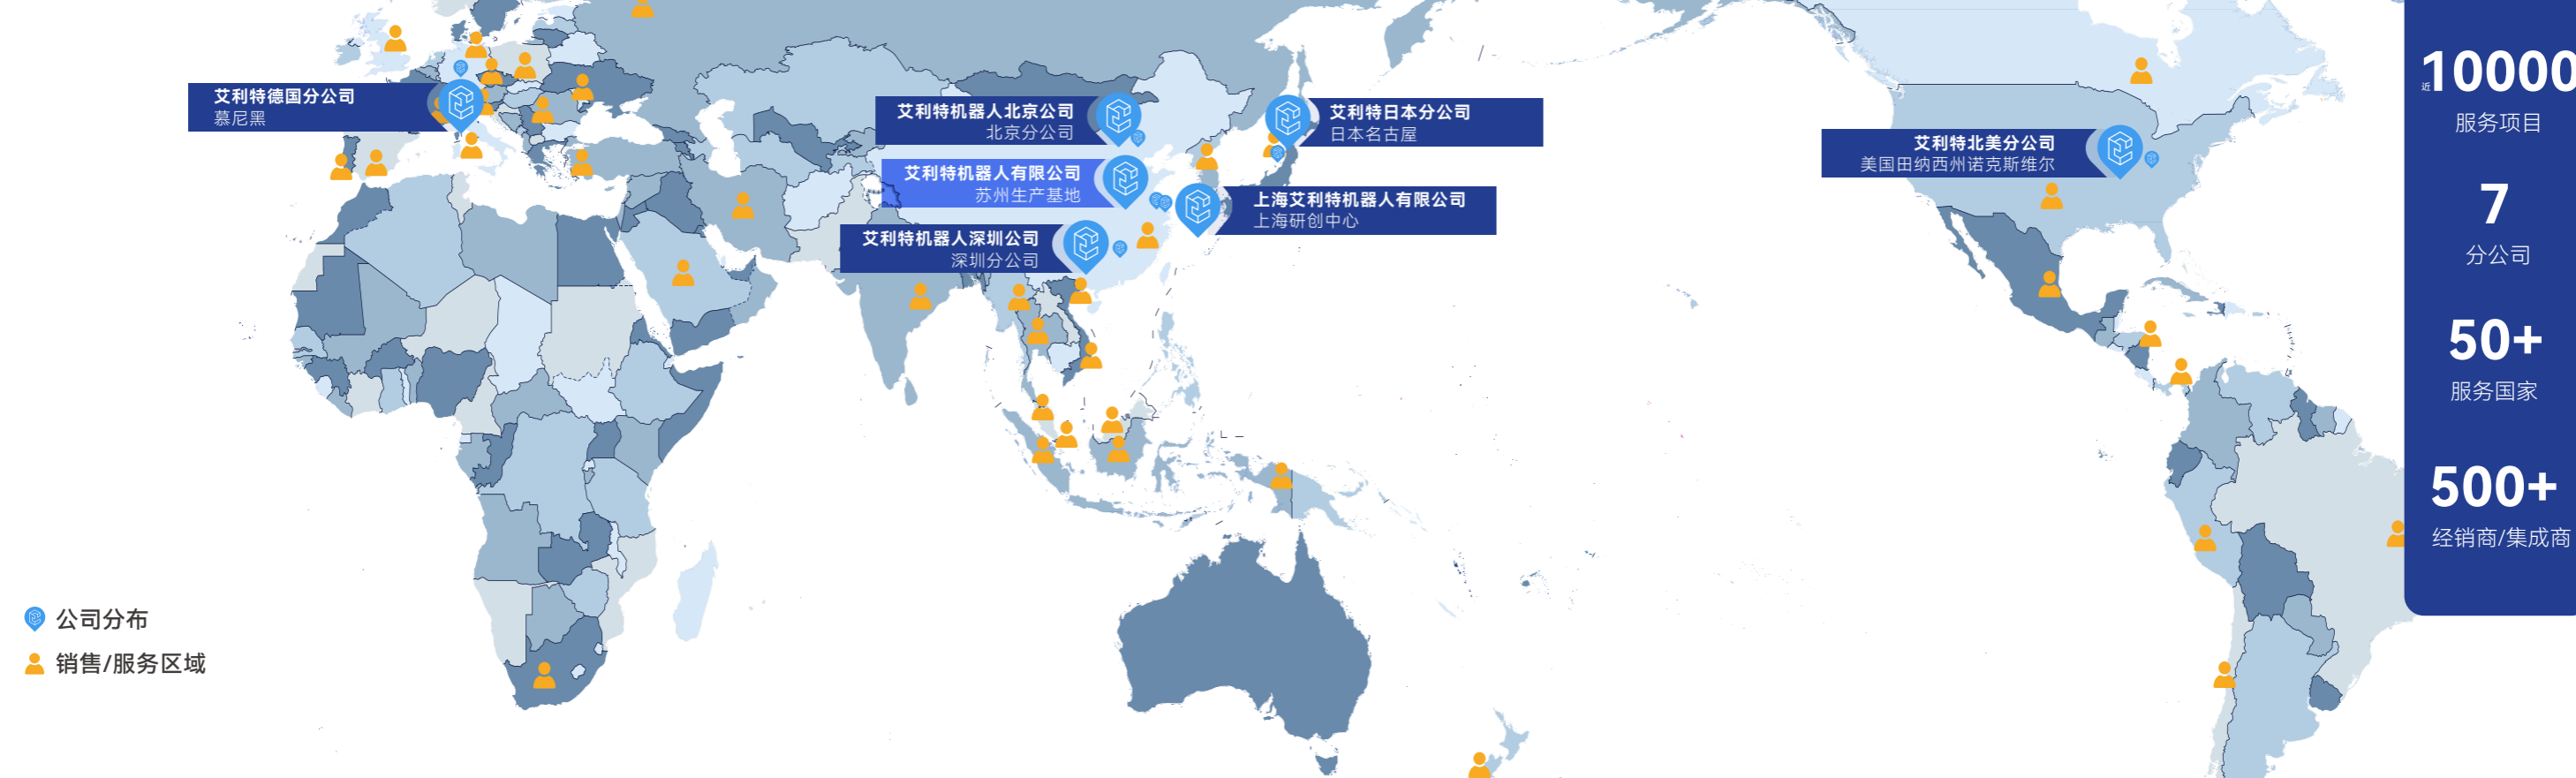 艾利特德国分公司
慕尼黑
艾利特机器人北京公司
北京分公司
艾利特机器人有限公司
苏州生产基地
艾利特机器人深圳公司
深圳分公司
艾利特日本分公司
日本名古屋
上海艾利特机器人有限公司
上海研创中心
艾利特北美分公司
美国田纳西州诺克斯维尔
近10000
服务项目
7
分公司
50+
服务国家
500+
经销商/集成商
公司分布
销售/服务区域